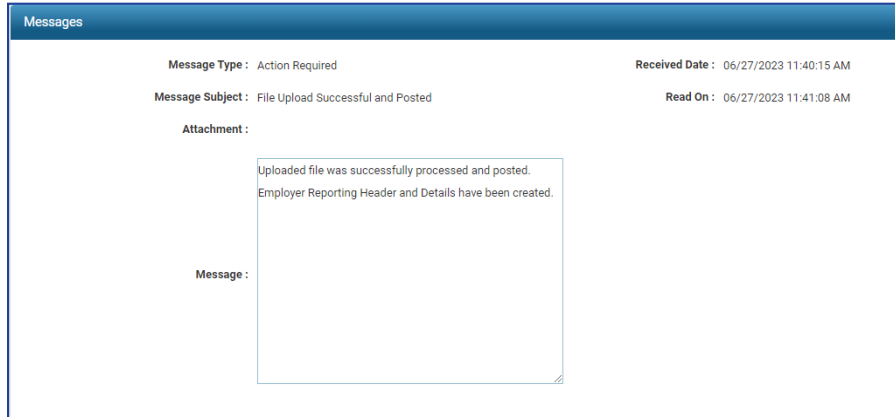 Messages
Message Type : Action Required Received Date : 06/27/2023 11:40:15 AM
Message Subject : File Upload Successful and Posted Read On : 06/27/2023 11:41:08 AM
Attachment :
Uploaded file was successfully processed and posted.
Employer Reporting Header and Details have been created.
Message :